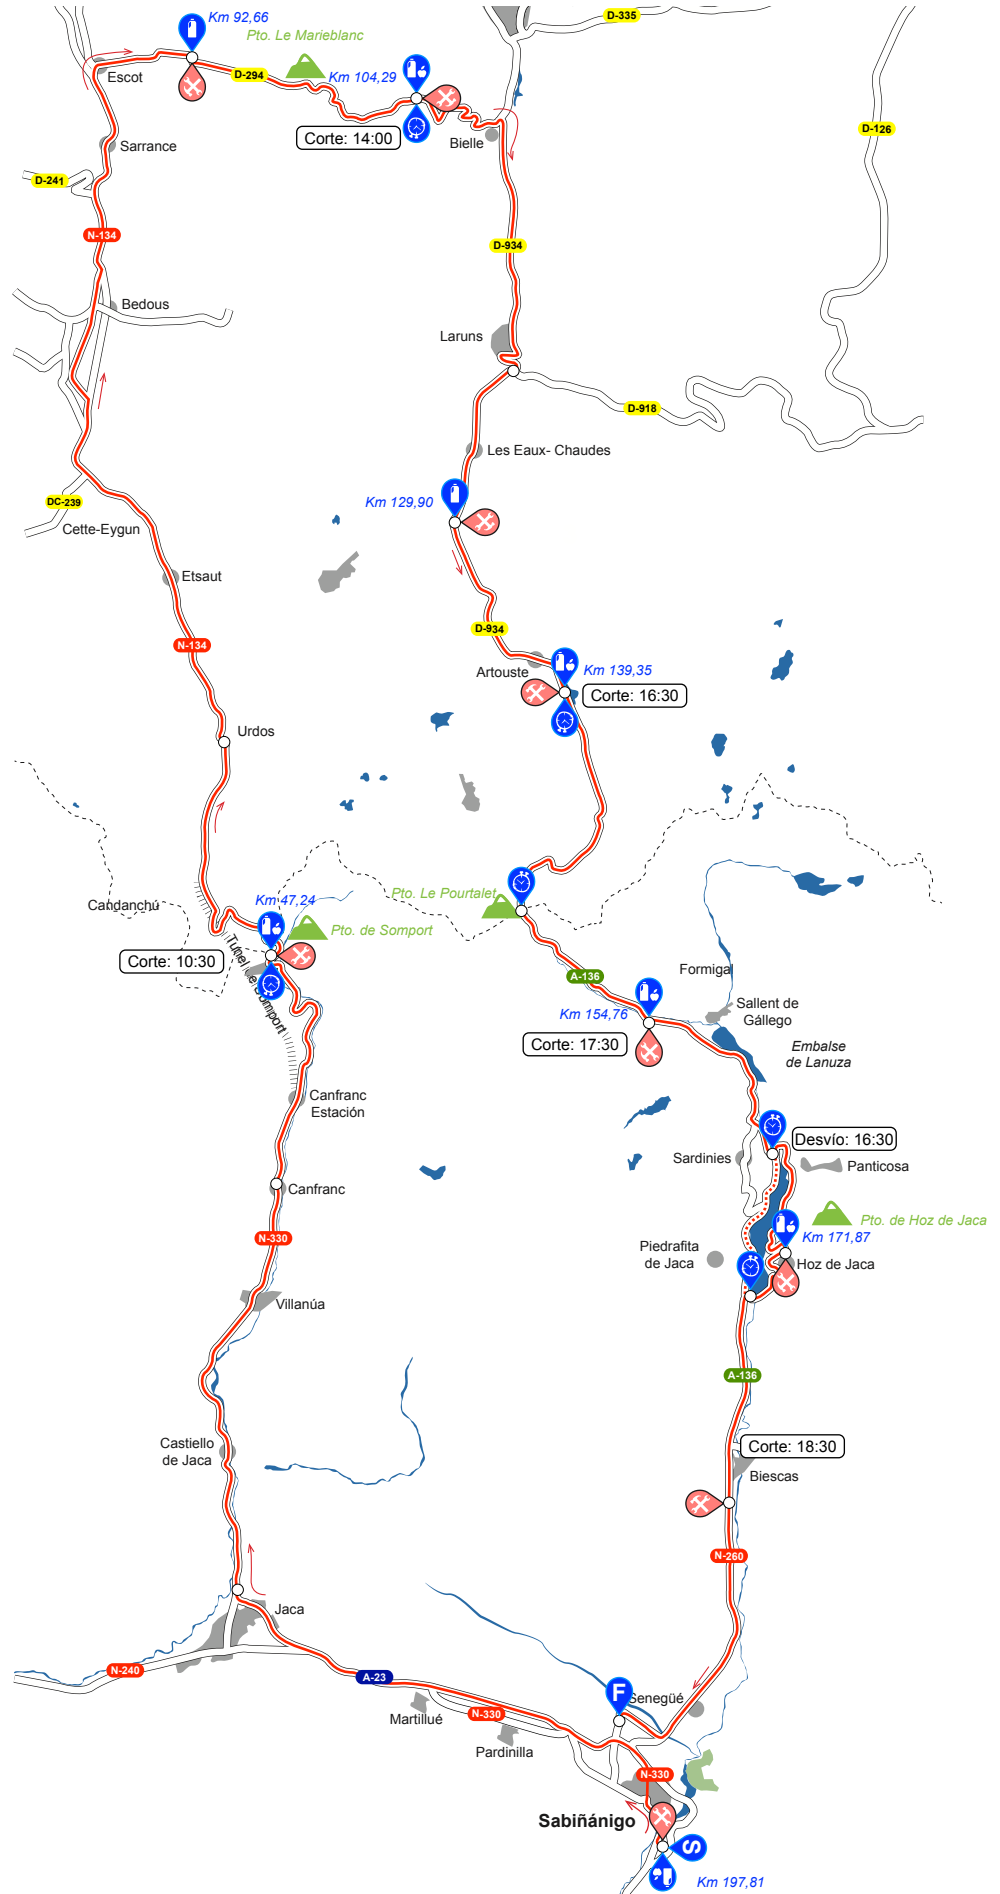 D-335
Km 92,66
Pto. Le Marieblanc
Escot
D-294
Km 104,29
Corte: 14:00
Bielle
D-126
Sarrance
D-241
N-134
D-934
Bedous
Laruns
D-918
Les Eaux- Chaudes
DC-239
Km 129,90
Cette-Eygun
Etsaut
D-934
N-134
Artouste
Km 139,35
Corte: 16:30
Urdos
Candanchú
Km 47,24
Pto. de Somport
Pto. Le Pourtalet
Corte: 10:30
Túnel de Somport
A-136
Formigal
Sallent de
Gállego
Km 154,76
Corte: 17:30
Embalse
de Lanuza
Canfranc
Estación
Desvío: 16:30
Sardinies
Panticosa
Canfranc
Pto. de Hoz de Jaca
N-330
Km 171,87
Piedrafita
de Jaca
Hoz de Jaca
Villanúa
A-136
Castiello
de Jaca
Corte: 18:30
Biescas
N-260
Jaca
N-240
A-23
F
Senegüé
Martillué
N-330
Pardinilla
N-330
Sabiñánigo
S
Km 197,81